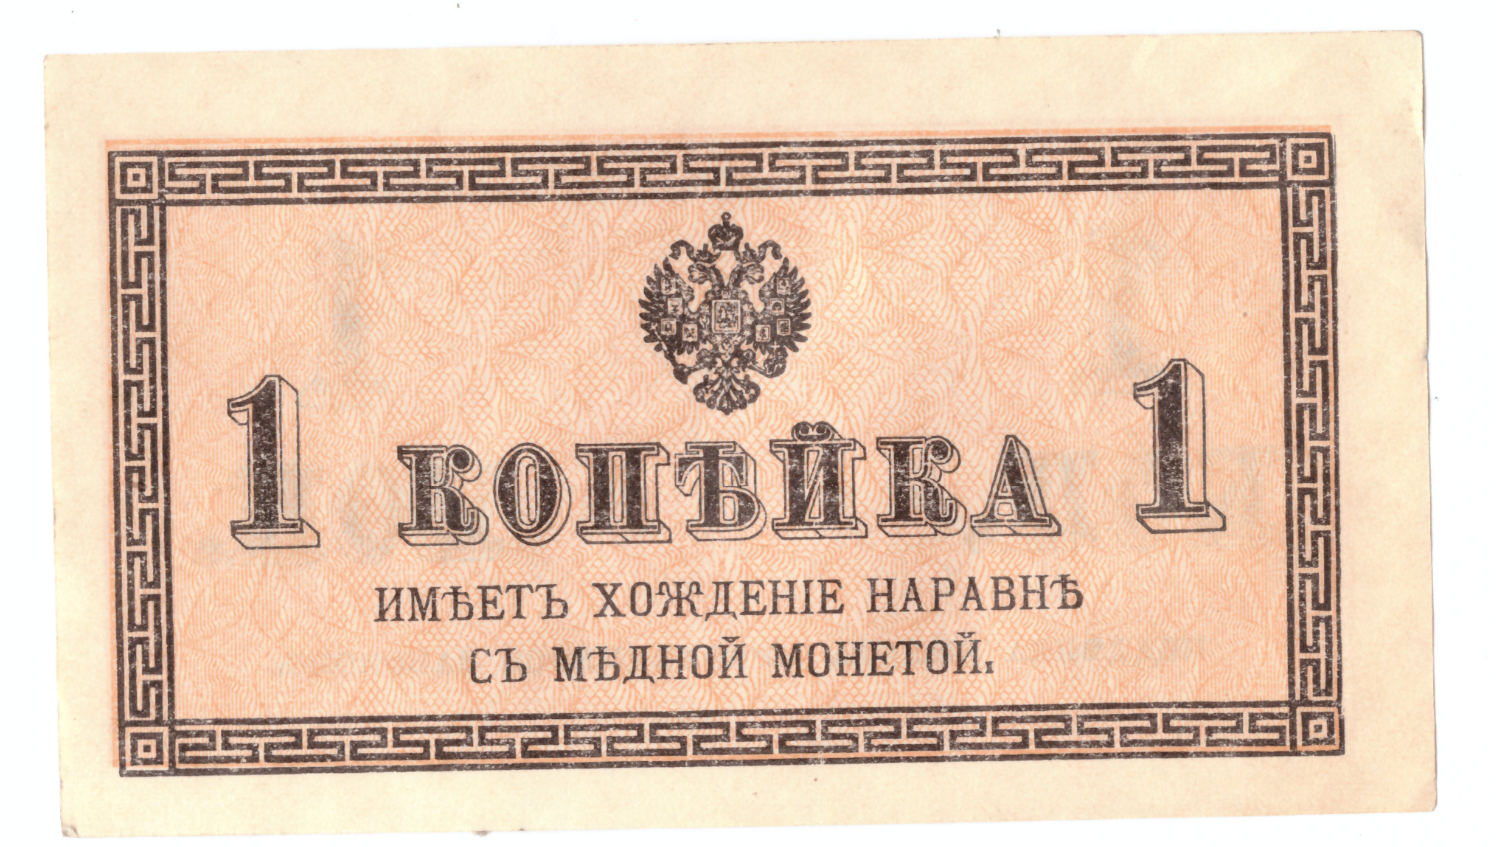 1 КОПѢЙКА 1
ИМѢЕТЪ ХОЖДЕНІЕ НАРАВНѢ
СЪ МѢДНОЙ МОНЕТОЙ.